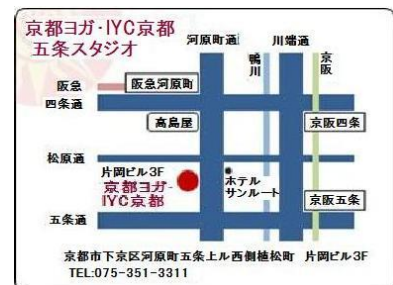 京都ヨガ・IYC京都
五条スタジオ
河原町通
川端通
鴨川
京阪
阪急
阪急河原町
四条通
高島屋
京阪四条
松原通
片岡ビル3F
京都ヨガ・
IYC京都
ホテル
サンルート
京阪五条
五条通
京都市下京区河原町五条上ル西側植松町 片岡ビル3F
TEL:075-351-3311